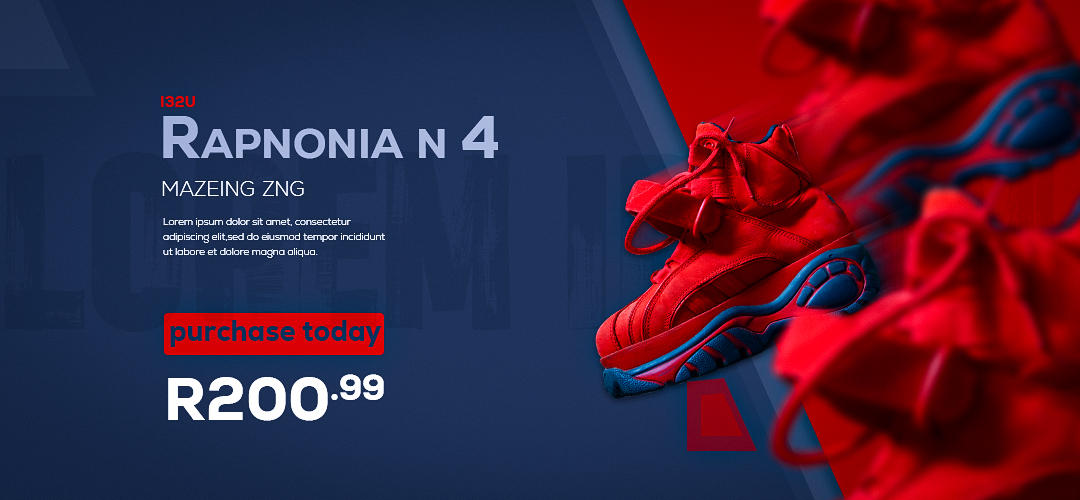 I32U
RAPNONIA N 4
MAZEING ZNG
Lorem ipsum dolor sit amet, consectetur
adipiscing elit,sed do eiusmod tempor incididunt
ut labore et dolore magna aliqua.
LOREM I
purchase today
R200.99